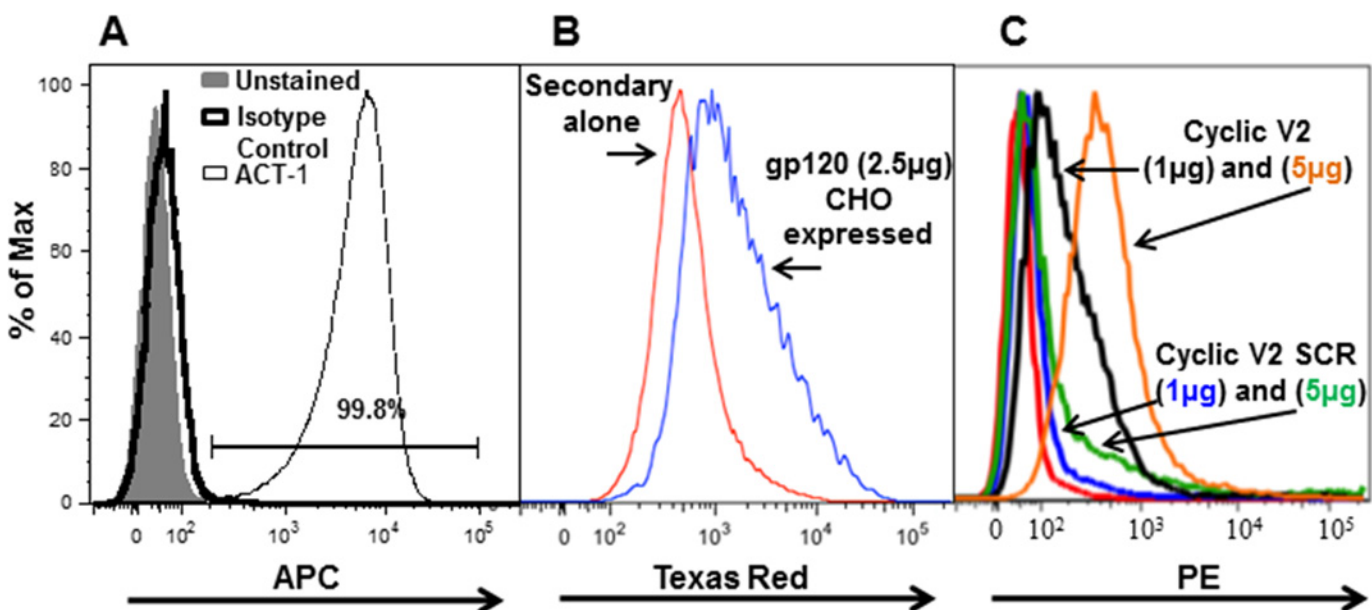 A
B
C
% of Max
100
80
60
40
20
0
Unstained
Isotype
Control
ACT-1
99.8%
0 10² 10³ 10⁴ 10⁵
APC
Secondary
alone
gp120 (2.5µg)
CHO
expressed
0 10² 10³ 10⁴ 10⁵
Texas Red
Cyclic V2
(1µg) and (5µg)
Cyclic V2 SCR
(1µg) and (5µg)
0 10² 10³ 10⁴ 10⁵
PE